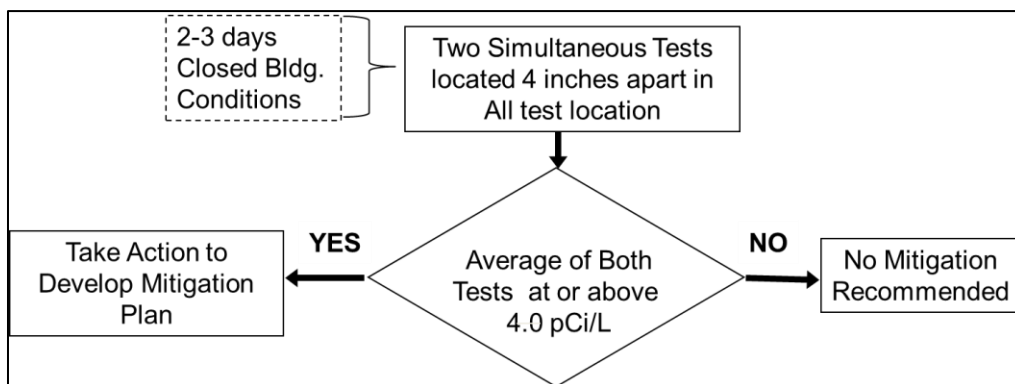 2-3 days
Closed Bldg.
Conditions
Two Simultaneous Tests
located 4 inches apart in
All test location
YES
NO
Take Action to
Develop Mitigation
Plan
Average of Both
Tests at or above
4.0 pCi/L
No Mitigation
Recommended